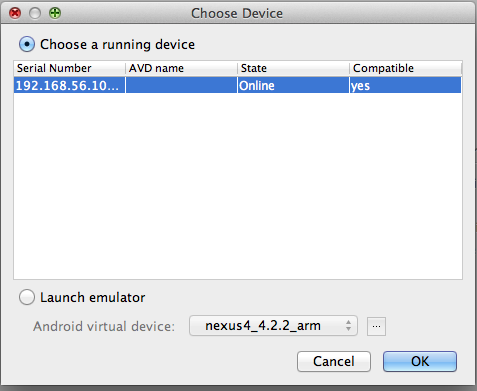 Choose Device
Choose a running device
Serial Number AVD name State Compatible
192.168.56.10... Online yes
Launch emulator
Android virtual device: nexus4_4.2.2_arm ...
Cancel OK